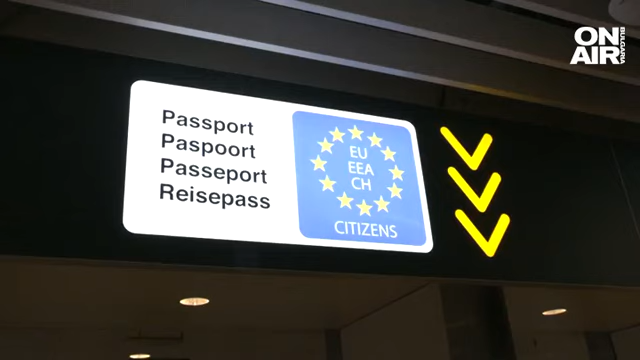 Passport
Paspoort
Passeport
Reisepass
EU
EEA
CH
CITIZENS
ON
AIR
BULGARIA